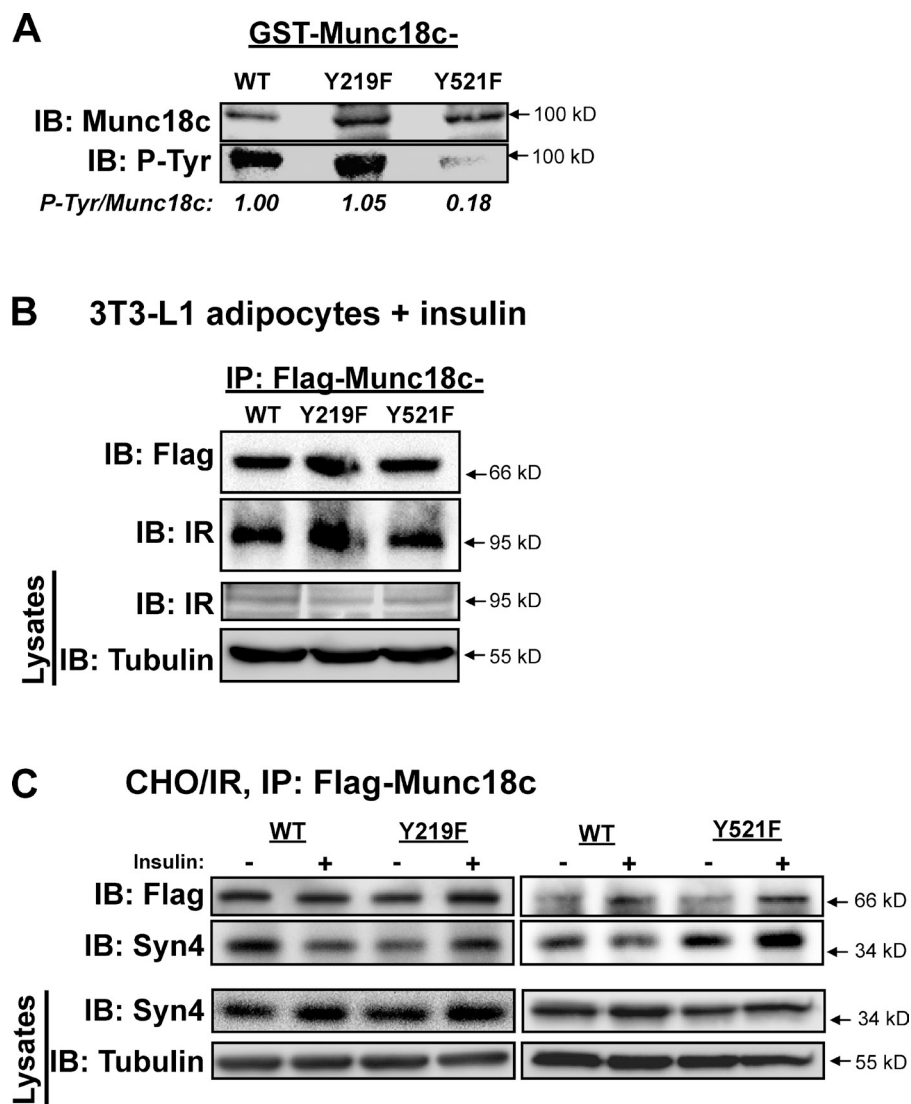 A
GST-Munc18c-
WT Y219F Y521F
IB: Munc18c ← 100 kD
IB: P-Tyr ← 100 kD
P-Tyr/Munc18c: 1.00 1.05 0.18
B 3T3-L1 adipocytes + insulin
IP: Flag-Munc18c-
WT Y219F Y521F
IB: Flag ← 66 kD
IB: IR ← 95 kD
Lysates
IB: IR ← 95 kD
IB: Tubulin ← 55 kD
C CHO/IR, IP: Flag-Munc18c
WT Y219F WT Y521F
Insulin: - + - + - + - +
IB: Flag ← 66 kD
IB: Syn4 ← 34 kD
Lysates
IB: Syn4 ← 34 kD
IB: Tubulin ← 55 kD